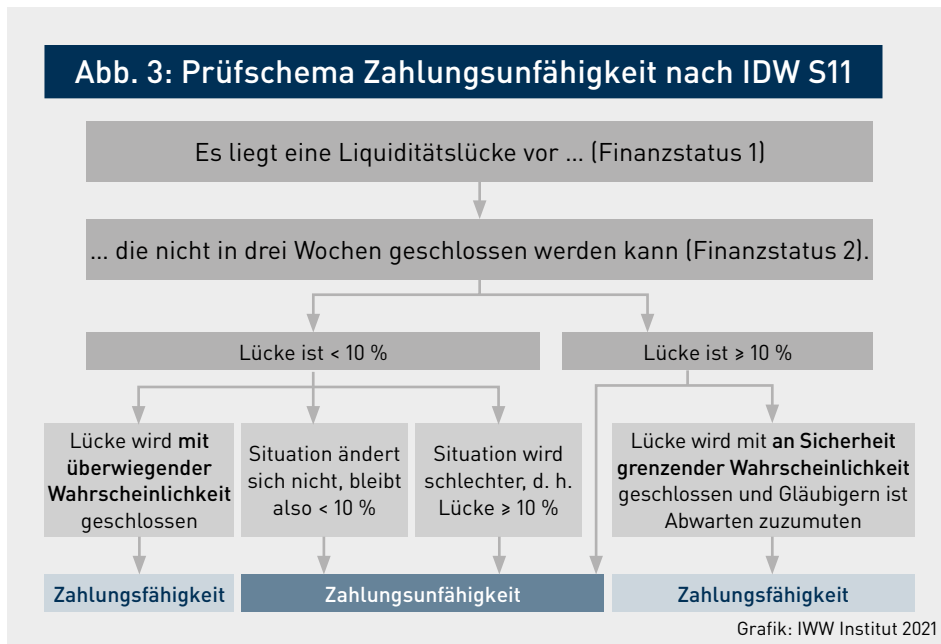 Abb. 3: Prüfschema Zahlungsunfähigkeit nach IDW S11
Es liegt eine Liquiditätslücke vor ... (Finanzstatus 1)
... die nicht in drei Wochen geschlossen werden kann (Finanzstatus 2).
Lücke ist < 10 %
Lücke ist ≥ 10 %
Lücke wird mit
überwiegender
Wahrscheinlichkeit
geschlossen
Situation ändert
sich nicht, bleibt
also < 10 %
Situation wird
schlechter, d. h.
Lücke ≥ 10 %
Lücke wird mit an Sicherheit
grenzender Wahrscheinlichkeit
geschlossen und Gläubigern ist
Abwarten zuzumuten
Zahlungsfähigkeit
Zahlungsunfähigkeit
Zahlungsfähigkeit
Grafik: IWW Institut 2021